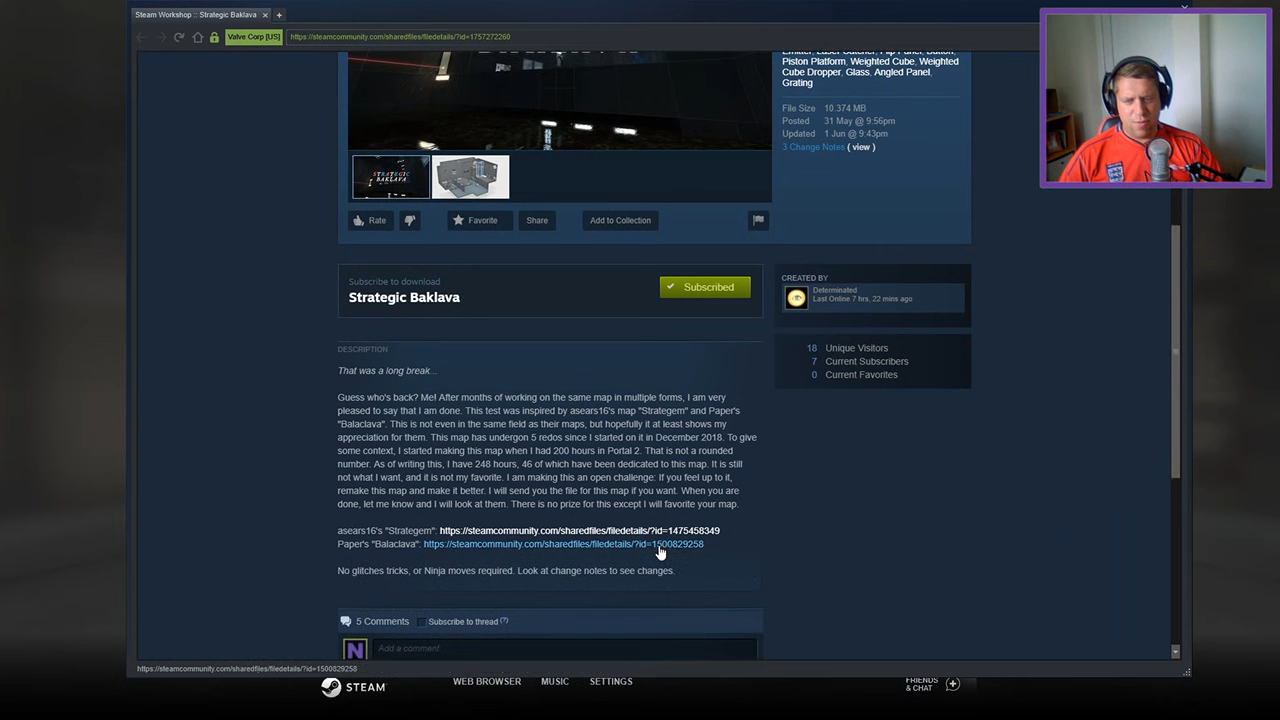 Steam Workshop :: Strategic Baklava
Valve Corp [US]
https://steamcommunity.com/sharedfiles/filedetails/?id=1757272260
Emitter, Laser Catcher, Flip Panel, Button,
Piston Platform, Weighted Cube, Weighted
Cube Dropper, Glass, Angled Panel,
Grating
File Size 10.374 MB
Posted 31 May @ 9:56pm
Updated 1 Jun @ 9:43pm
3 Change Notes ( view )
STRATEGIC
BAKLAVA
Rate
Favorite
Share
Add to Collection
Subscribe to download
Strategic Baklava
Subscribed
CREATED BY
Determinated
Last Online 7 hrs, 22 mins ago
18 Unique Visitors
7 Current Subscribers
0 Current Favorites
DESCRIPTION
That was a long break...
Guess who's back? Me! After months of working on the same map in multiple forms, I am very
pleased to say that I am done. This test was inspired by asears16's map "Strategem" and Paper's
"Balaclava". This is not even in the same field as their maps, but hopefully it at least shows my
appreciation for them. This map has undergon 5 redos since I started on it in December 2018. To give
some context, I started making this map when I had 200 hours in Portal 2. That is not a rounded
number. As of writing this, I have 248 hours, 46 of which have been dedicated to this map. It is still
not what I want, and it is not my favorite. I am making this an open challenge: If you feel up to it,
remake this map and make it better. I will send you the file for this map if you want. When you are
done, let me know and I will look at them. There is no prize for this except I will favorite your map.
asears16's "Strategem": https://steamcommunity.com/sharedfiles/filedetails/?id=1475458349
Paper's "Balaclava": https://steamcommunity.com/sharedfiles/filedetails/?id=1500829258
No glitches tricks, or Ninja moves required. Look at change notes to see changes.
5 Comments
Subscribe to thread (?)
N
Add a comment
https://steamcommunity.com/sharedfiles/filedetails/?id=1500829258
STEAM
WEB BROWSER
MUSIC
SETTINGS
FRIENDS
& CHAT